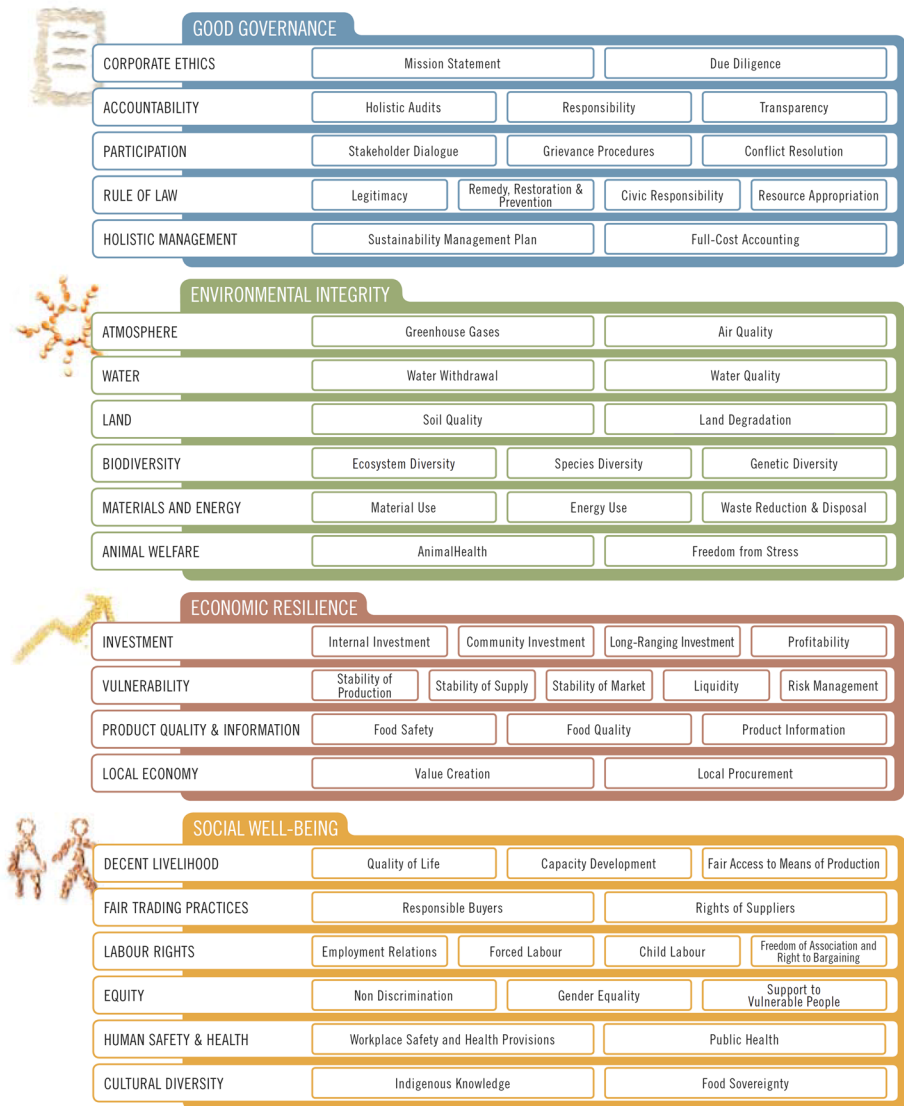 GOOD GOVERNANCE
CORPORATE ETHICS Mission Statement Due Diligence
ACCOUNTABILITY Holistic Audits Responsibility Transparency
PARTICIPATION Stakeholder Dialogue Grievance Procedures Conflict Resolution
RULE OF LAW Legitimacy Remedy, Restoration & Prevention Civic Responsibility Resource Appropriation
HOLISTIC MANAGEMENT Sustainability Management Plan Full-Cost Accounting
ENVIRONMENTAL INTEGRITY
ATMOSPHERE Greenhouse Gases Air Quality
WATER Water Withdrawal Water Quality
LAND Soil Quality Land Degradation
BIODIVERSITY Ecosystem Diversity Species Diversity Genetic Diversity
MATERIALS AND ENERGY Material Use Energy Use Waste Reduction & Disposal
ANIMAL WELFARE AnimalHealth Freedom from Stress
ECONOMIC RESILIENCE
INVESTMENT Internal Investment Community Investment Long-Ranging Investment Profitability
VULNERABILITY Stability of Production Stability of Supply Stability of Market Liquidity Risk Management
PRODUCT QUALITY & INFORMATION Food Safety Food Quality Product Information
LOCAL ECONOMY Value Creation Local Procurement
SOCIAL WELL-BEING
DECENT LIVELIHOOD Quality of Life Capacity Development Fair Access to Means of Production
FAIR TRADING PRACTICES Responsible Buyers Rights of Suppliers
LABOUR RIGHTS Employment Relations Forced Labour Child Labour Freedom of Association and Right to Bargaining
EQUITY Non Discrimination Gender Equality Support to Vulnerable People
HUMAN SAFETY & HEALTH Workplace Safety and Health Provisions Public Health
CULTURAL DIVERSITY Indigenous Knowledge Food Sovereignty